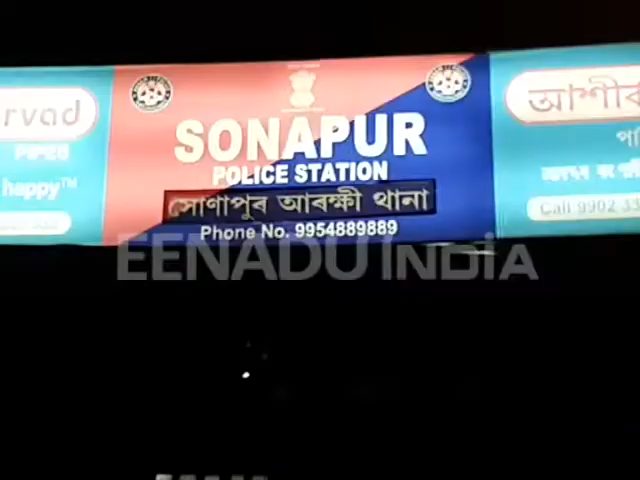 rvad
happy™
SONAPUR
POLICE STATION
সোণাপুৰ আৰক্ষী থানা
Phone No. 9954889889
আশীৰ
পা
Call 9902 33
EENADU INDIA